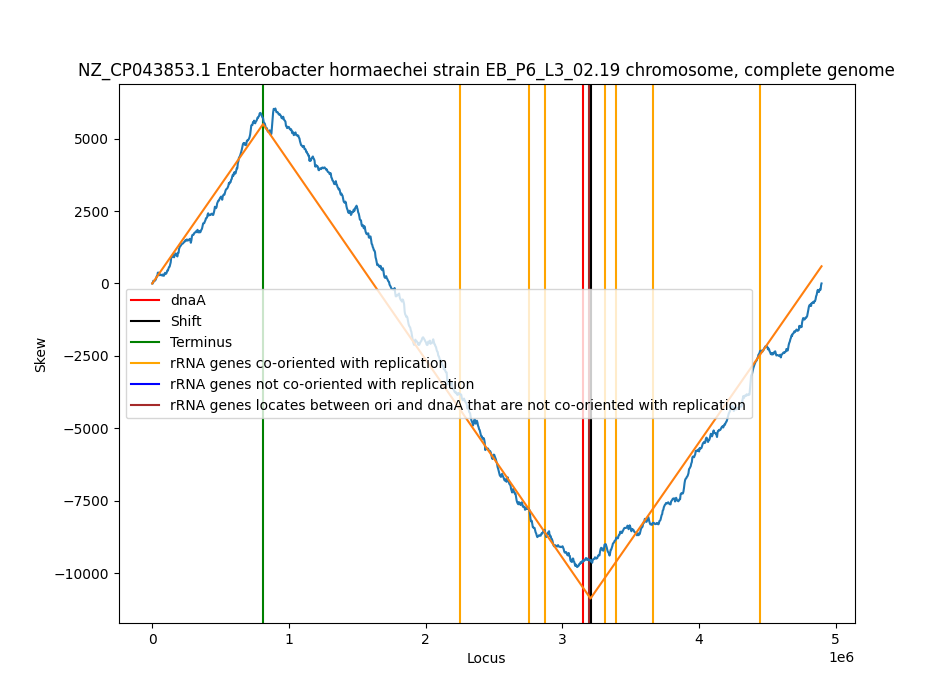 NZ_CP043853.1 Enterobacter hormaechei strain EB_P6_L3_02.19 chromosome, complete genome
5000
2500
0
−2500
−5000
−7500
−10000
Skew
dnaA
Shift
Terminus
rRNA genes co-oriented with replication
rRNA genes not co-oriented with replication
rRNA genes locates between ori and dnaA that are not co-oriented with replication
0 1 2 3 4 5
1e6
Locus